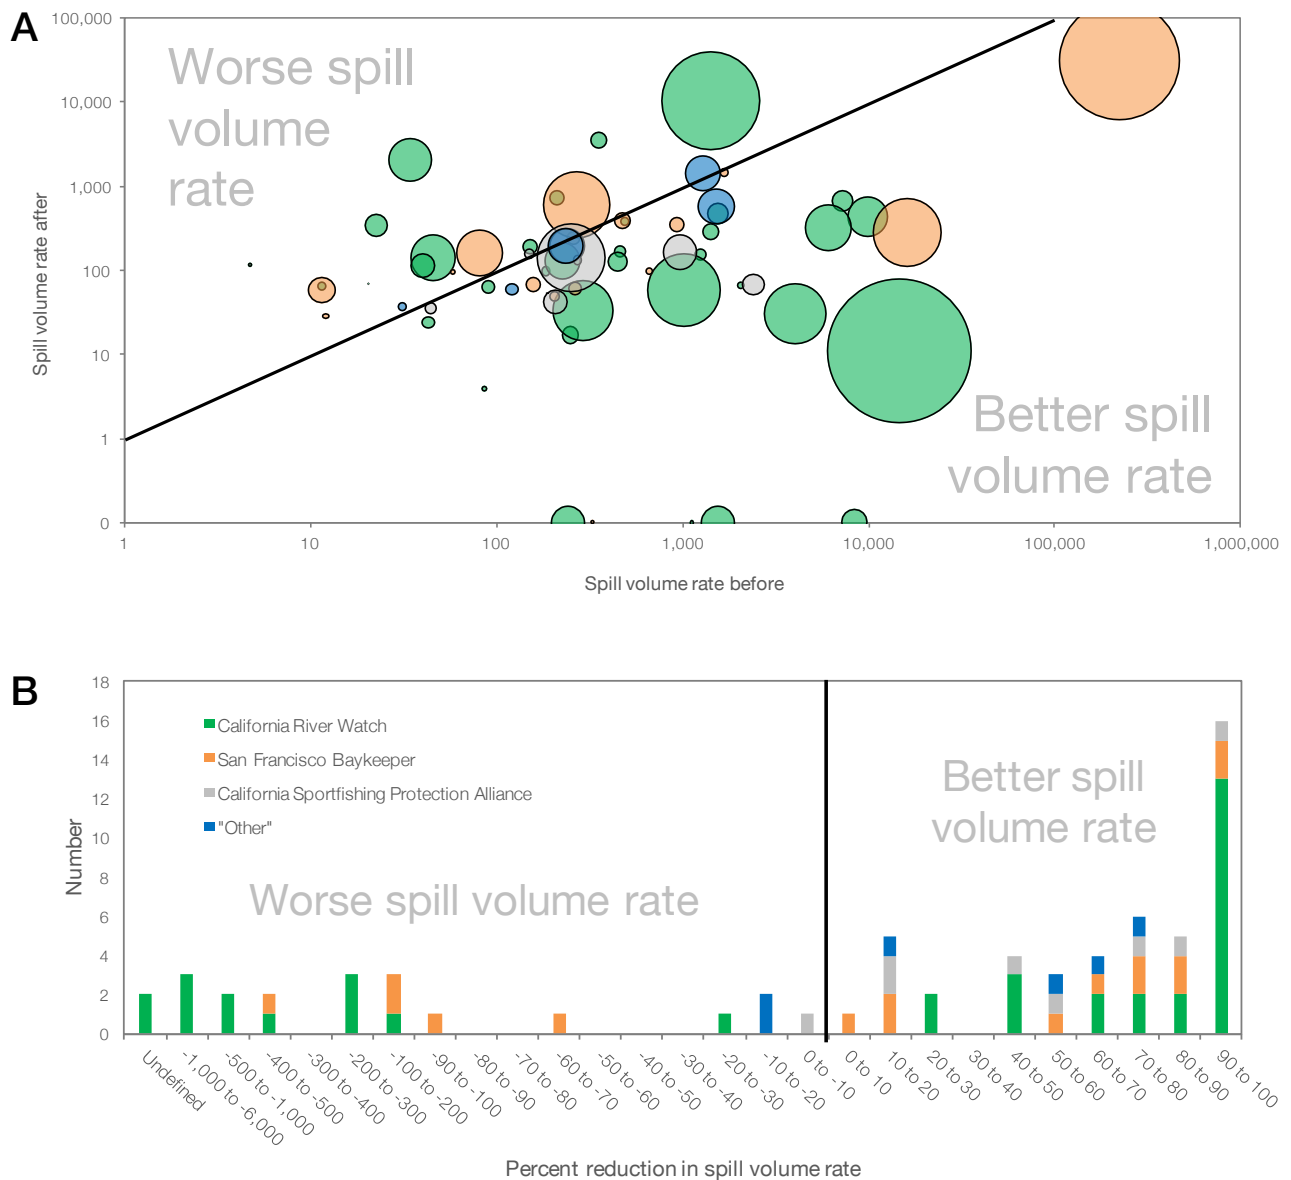 A
100,000
10,000
1,000
100
10
1
0
Spill volume rate after
Worse spill
volume
rate
Better spill
volume rate
1
10
100
1,000
10,000
100,000
1,000,000
Spill volume rate before
B
18
16
14
12
10
8
6
4
2
0
Number
California River Watch
San Francisco Baykeeper
California Sportfishing Protection Alliance
"Other"
Worse spill volume rate
Better spill
volume rate
Undefined
-1,000 to -6,000
-500 to -1,000
-400 to -500
-300 to -400
-200 to -300
-100 to -200
-90 to -100
-80 to -90
-70 to -80
-60 to -70
-50 to -60
-40 to -50
-30 to -40
-20 to -30
-10 to -20
0 to -10
0 to 10
10 to 20
20 to 30
30 to 40
40 to 50
50 to 60
60 to 70
70 to 80
80 to 90
90 to 100
Percent reduction in spill volume rate